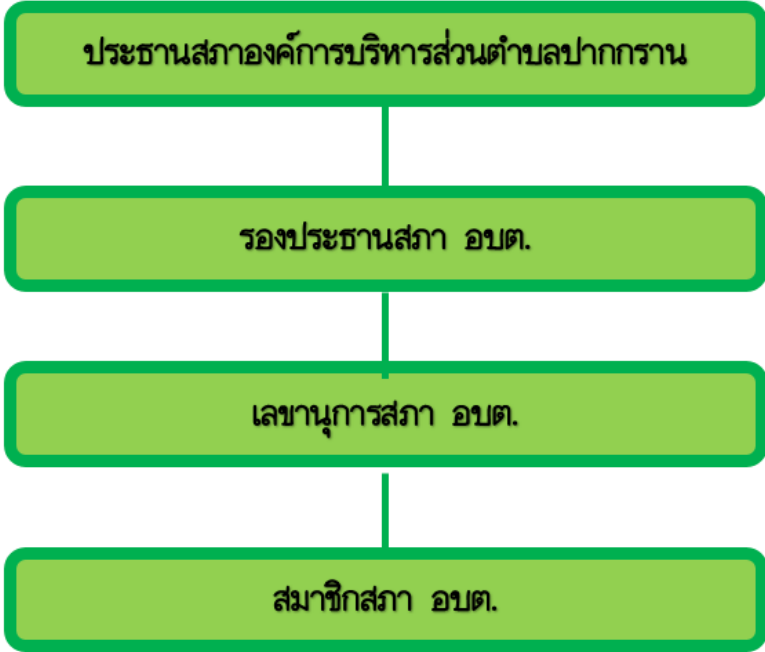 ประธานสภาองค์การบริหารส่วนตำบลปากกราน
รองประธานสภา อบต.
เลขานุการสภา อบต.
สมาชิกสภา อบต.